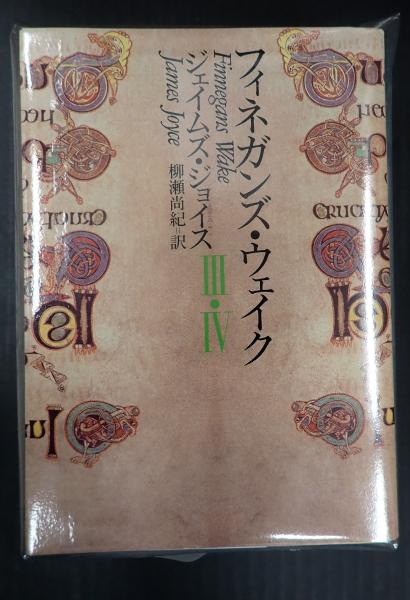 フィネガンズ・ウェイク
Finnegans Wake
ジェイムズ・ジョイス
James Joyce
柳瀬尚紀=訳
III・IV